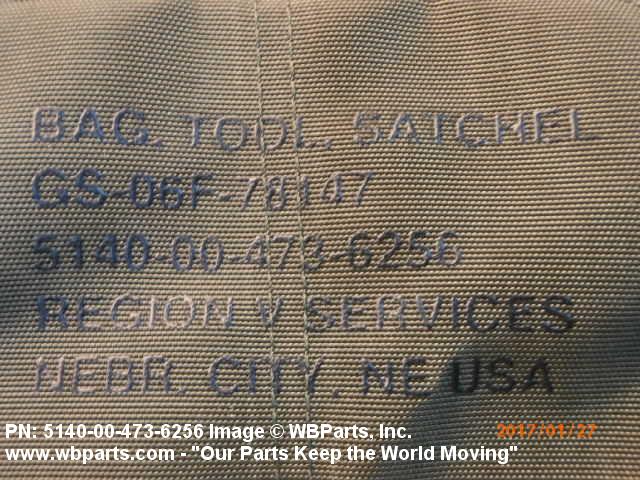 BAG, TOOL, SATCHEL
GS-06F-78147
5140-00-473-6256
REGION V SERVICES
NEBR. CITY, NE USA
PN: 5140-00-473-6256 Image © WBParts, Inc.
2017/01/27
www.wbparts.com - "Our Parts Keep the World Moving"